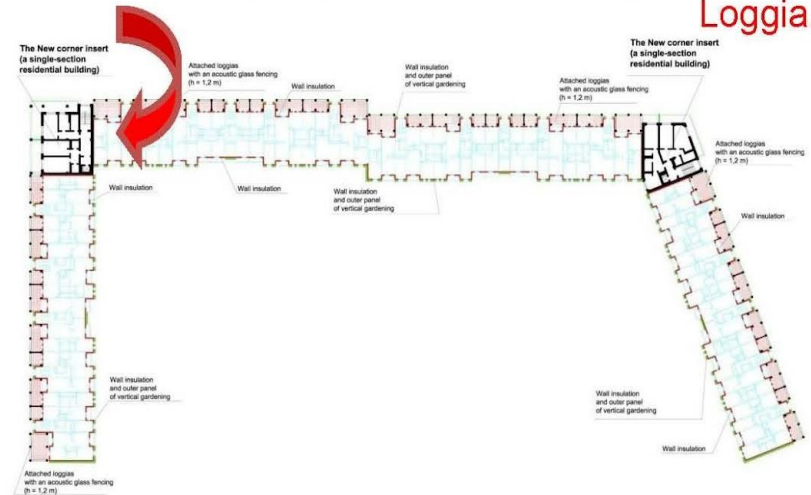 Loggia
The New corner insert
(a single-section
residential building)
Attached loggias
with an acoustic glass fencing
(h = 1,2 m)
Wall insulation
Wall insulation
and outer panel
of vertical gardening
Attached loggias
with an acoustic glass fencing
(h = 1,2 m)
The New corner insert
(a single-section
residential building)
Attached loggias
with an acoustic glass fencing
(h = 1,2 m)
Wall insulation
Wall insulation
Wall insulation
and outer panel
of vertical gardening
Wall insulation
Wall insulation
and outer panel
of vertical gardening
Wall insulation
and outer panel
of vertical gardening
Wall insulation
Attached loggias
with an acoustic glass fencing
(h = 1,2 m)